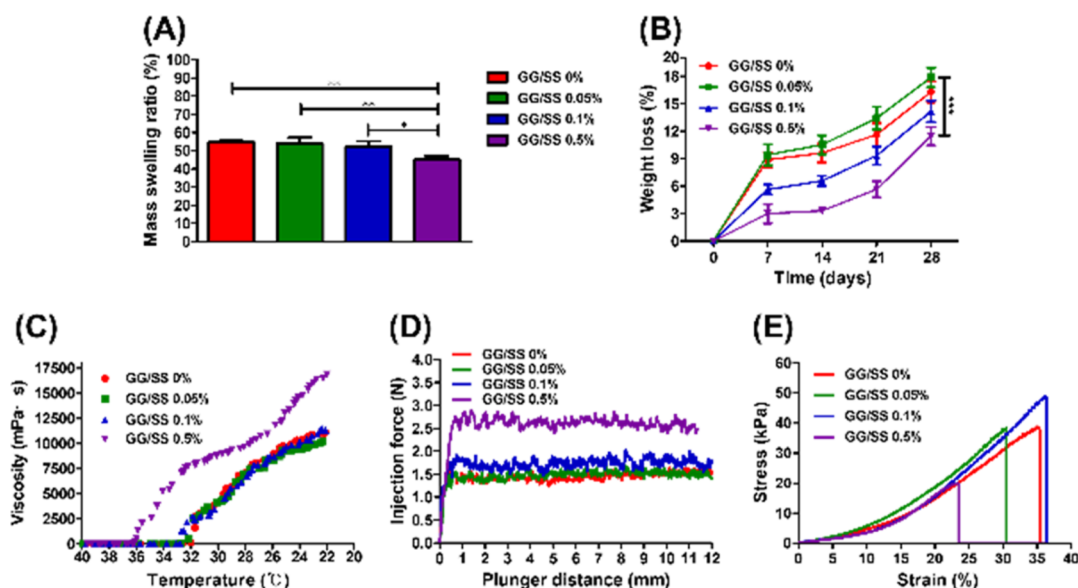 (A)
Mass swelling ratio (%)
100
90
80
70
60
50
40
30
20
10
0
*
GG/SS 0%
GG/SS 0.05%
GG/SS 0.1%
GG/SS 0.5%
(B)
Weight loss (%)
18
15
12
9
6
3
0
GG/SS 0%
GG/SS 0.05%
GG/SS 0.1%
GG/SS 0.5%
***
0 7 14 21 28
Time (days)
(C)
Viscosity (mPa· s)
17500
15000
12500
10000
7500
5000
2500
0
GG/SS 0%
GG/SS 0.05%
GG/SS 0.1%
GG/SS 0.5%
40 38 36 34 32 30 28 26 24 22 20
Temperature (℃)
(D)
Injection force (N)
4.0
3.5
3.0
2.5
2.0
1.5
1.0
0.5
0.0
GG/SS 0%
GG/SS 0.05%
GG/SS 0.1%
GG/SS 0.5%
0 1 2 3 4 5 6 7 8 9 10 11 12
Plunger distance (mm)
(E)
Stress (kPa)
60
50
40
30
20
10
0
GG/SS 0%
GG/SS 0.05%
GG/SS 0.1%
GG/SS 0.5%
0 5 10 15 20 25 30 35 40
Strain (%)